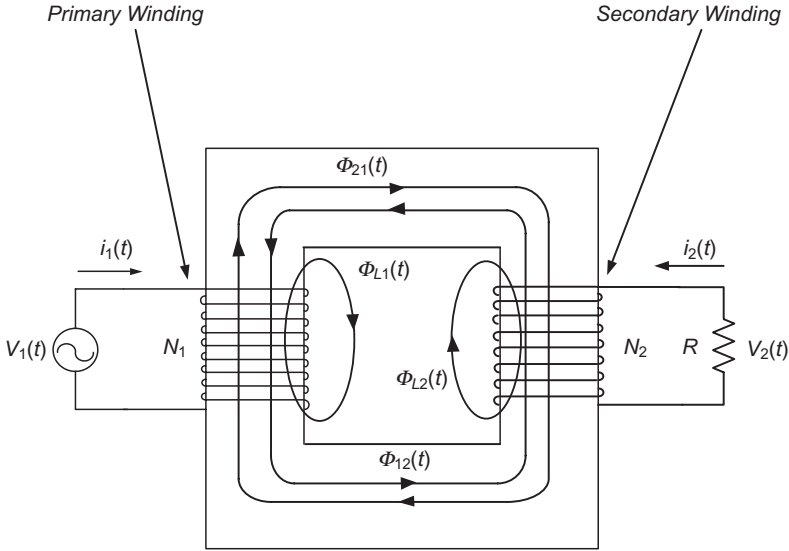 Primary Winding
Secondary Winding
Φ21(t)
i1(t)
i2(t)
ΦL1(t)
V1(t)
N1
N2
R
V2(t)
ΦL2(t)
Φ12(t)